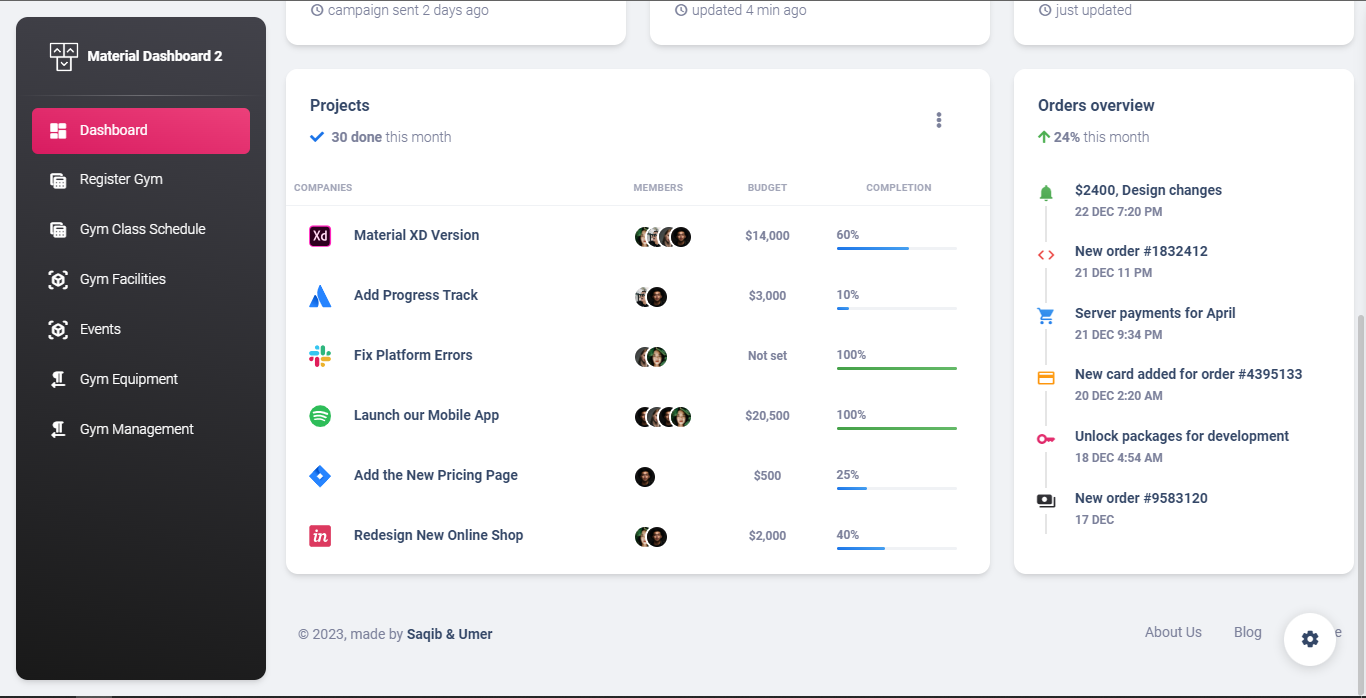 campaign sent 2 days ago
updated 4 min ago
just updated
Material Dashboard 2
Dashboard
Register Gym
Gym Class Schedule
Gym Facilities
Events
Gym Equipment
Gym Management
Projects
30 done this month
COMPANIES MEMBERS BUDGET COMPLETION
Xd Material XD Version $14,000 60%
Add Progress Track $3,000 10%
Fix Platform Errors Not set 100%
Launch our Mobile App $20,500 100%
Add the New Pricing Page $500 25%
in Redesign New Online Shop $2,000 40%
Orders overview
24% this month
$2400, Design changes
22 DEC 7:20 PM
New order #1832412
21 DEC 11 PM
Server payments for April
21 DEC 9:34 PM
New card added for order #4395133
20 DEC 2:20 AM
Unlock packages for development
18 DEC 4:54 AM
New order #9583120
17 DEC
© 2023, made by Saqib & Umer
About Us Blog